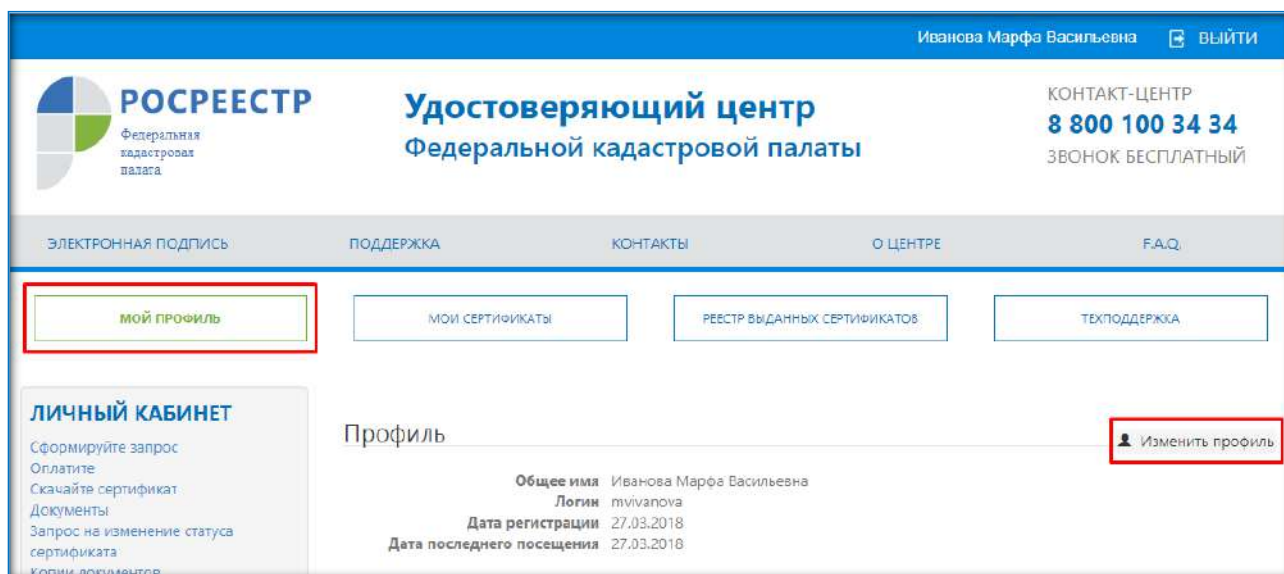 Иванова Марфа Васильевна ВЫЙТИ
РОСРЕЕСТР
Федеральная
кадастровая
палата
Удостоверяющий центр
Федеральной кадастровой палаты
КОНТАКТ-ЦЕНТР
8 800 100 34 34
ЗВОНОК БЕСПЛАТНЫЙ
ЭЛЕКТРОННАЯ ПОДПИСЬ ПОДДЕРЖКА КОНТАКТЫ О ЦЕНТРЕ F.A.Q.
МОЙ ПРОФИЛЬ МОИ СЕРТИФИКАТЫ РЕЕСТР ВЫДАННЫХ СЕРТИФИКАТОВ ТЕХПОДДЕРЖКА
ЛИЧНЫЙ КАБИНЕТ
Сформируйте запрос
Оплатите
Скачайте сертификат
Документы
Запрос на изменение статуса
сертификата
Копии документов
Профиль
Изменить профиль
Общее имя Иванова Марфа Васильевна
Логин mvivanova
Дата регистрации 27.03.2018
Дата последнего посещения 27.03.2018